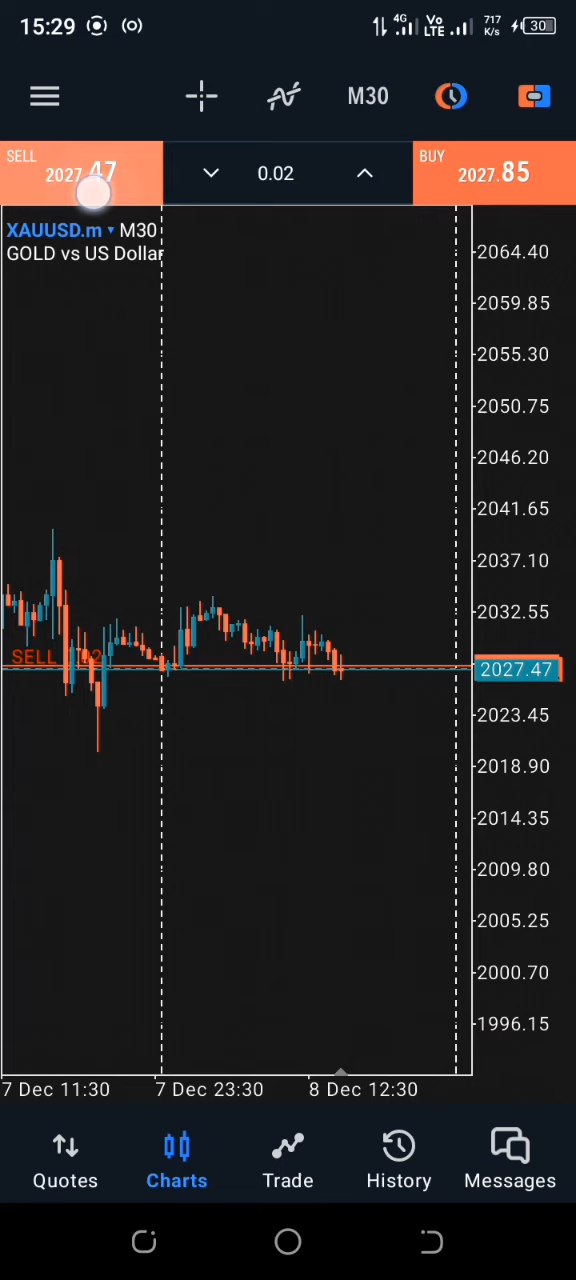 15:29 4G Vo LTE 717 K/s 30
M30
SELL 2027.47 0.02 BUY 2027.85
XAUUSD.m M30
GOLD vs US Dollar
2064.40
2059.85
2055.30
2050.75
2046.20
2041.65
2037.10
2032.55
SELL
2027.47
2023.45
2018.90
2014.35
2009.80
2005.25
2000.70
1996.15
7 Dec 11:30 7 Dec 23:30 8 Dec 12:30
Quotes Charts Trade History Messages